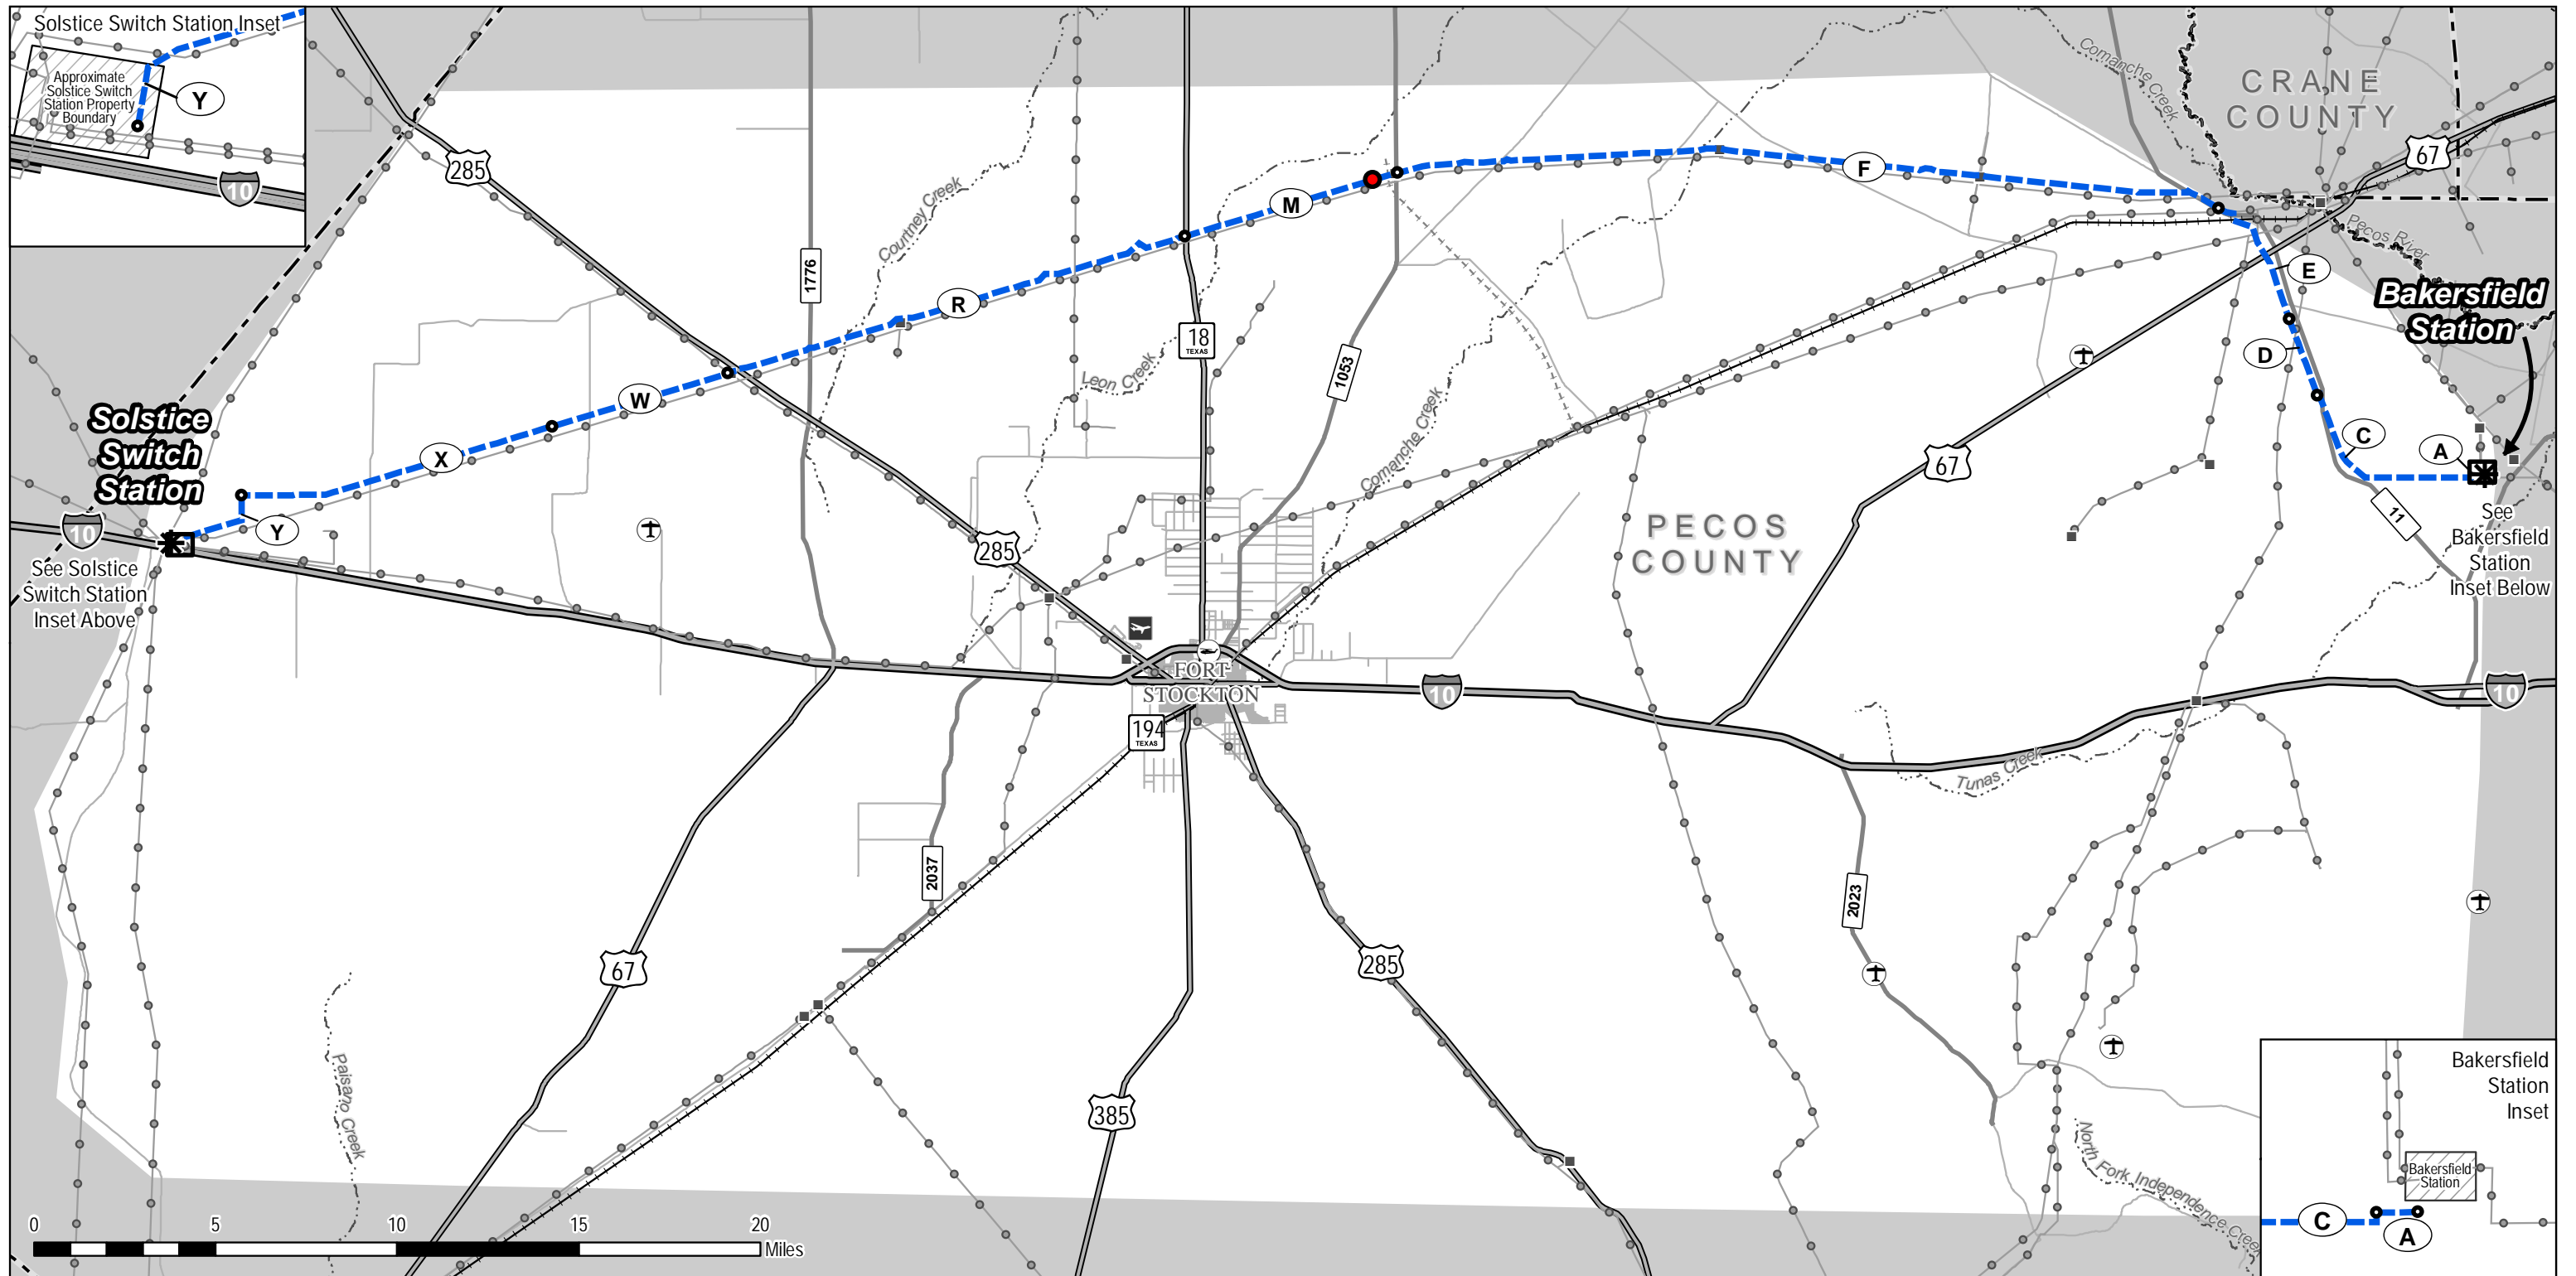 Solstice Switch Station Inset
Approximate
Solstice Switch
Station Property
Boundary
Y
10
285
1776
Courtney Creek
M
R
18
TEXAS
Leon Creek
1053
Comanche Creek
F
Comanche Creek
CRANE
COUNTY
67
Pecos River
E
Bakersfield
Station
D
C
A
11
See
Bakersfield
Station
Inset Below
Solstice
Switch
Station
W
X
Y
10
See Solstice
Switch Station
Inset Above
285
67
PECOS
COUNTY
FORT
STOCKTON
10
10
194
TEXAS
2037
Tunas Creek
2023
67
285
385
Paisano Creek
North Fork Independence Creek
0 5 10 15 20
Miles
Bakersfield
Station
Inset
Bakersfield
Station
C
A